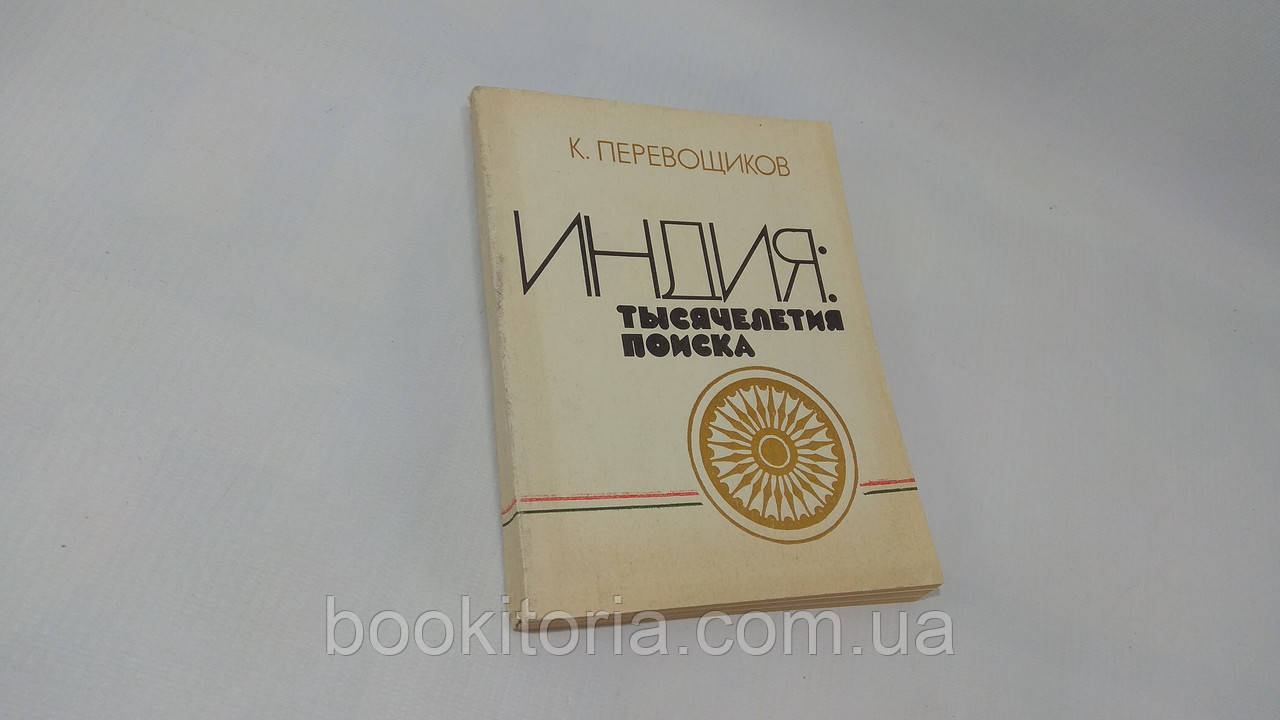 К. ПЕРЕВОЩИКОВ
ИНДИЯ:
ТЫСЯЧЕЛЕТИЯ
ПОИСКА
bookitoria.com.ua